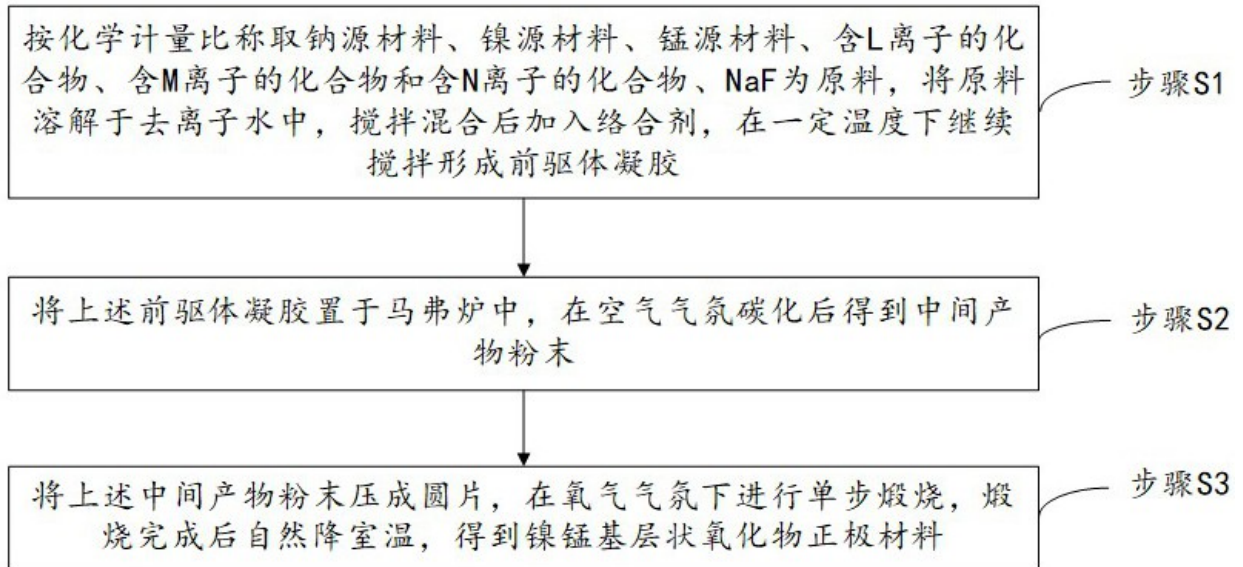 按化学计量比称取钠源材料、镍源材料、锰源材料、含L离子的化
合物、含M离子的化合物和含N离子的化合物、NaF为原料，将原料
溶解于去离子水中，搅拌混合后加入络合剂，在一定温度下继续
搅拌形成前驱体凝胶
步骤S1
将上述前驱体凝胶置于马弗炉中，在空气气氛碳化后得到中间产
物粉末
步骤S2
将上述中间产物粉末压成圆片，在氧气气氛下进行单步煅烧，煅
烧完成后自然降室温，得到镍锰基层状氧化物正极材料
步骤S3